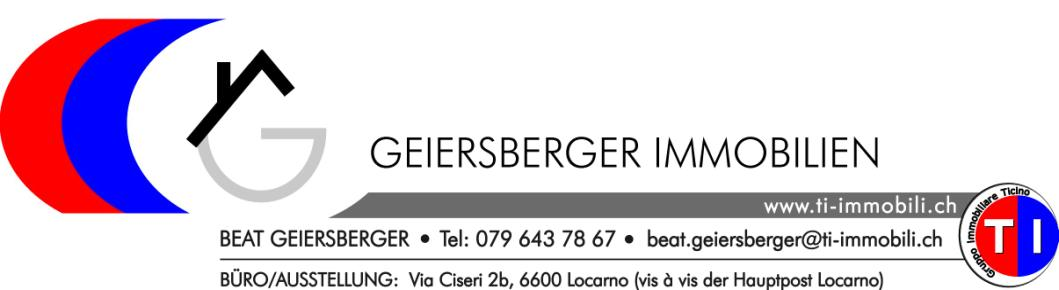 G
GEIERSBERGER IMMOBILIEN
www.ti-immobili.ch
Gruppo Immobiliare Ticino
TI
BEAT GEIERSBERGER • Tel: 079 643 78 67 • beat.geiersberger@ti-immobili.ch
BÜRO/AUSSTELLUNG: Via Ciseri 2b, 6600 Locarno (vis à vis der Hauptpost Locarno)